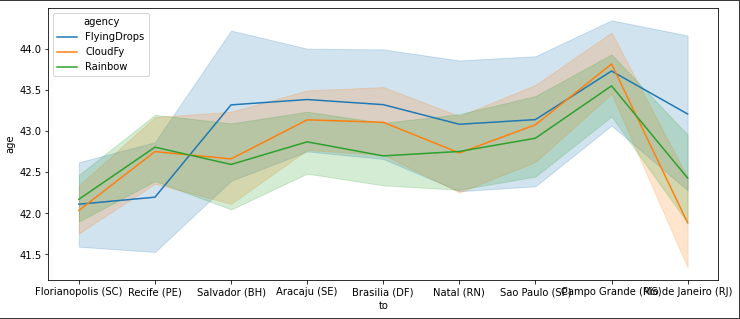 agency
FlyingDrops
CloudFy
Rainbow
44.0
43.5
43.0
42.5
42.0
41.5
age
Florianopolis (SC) Recife (PE) Salvador (BH) Aracaju (SE) Brasilia (DF) Natal (RN) Sao Paulo (SP) Campo Grande (MS) Rio de Janeiro (RJ)
to